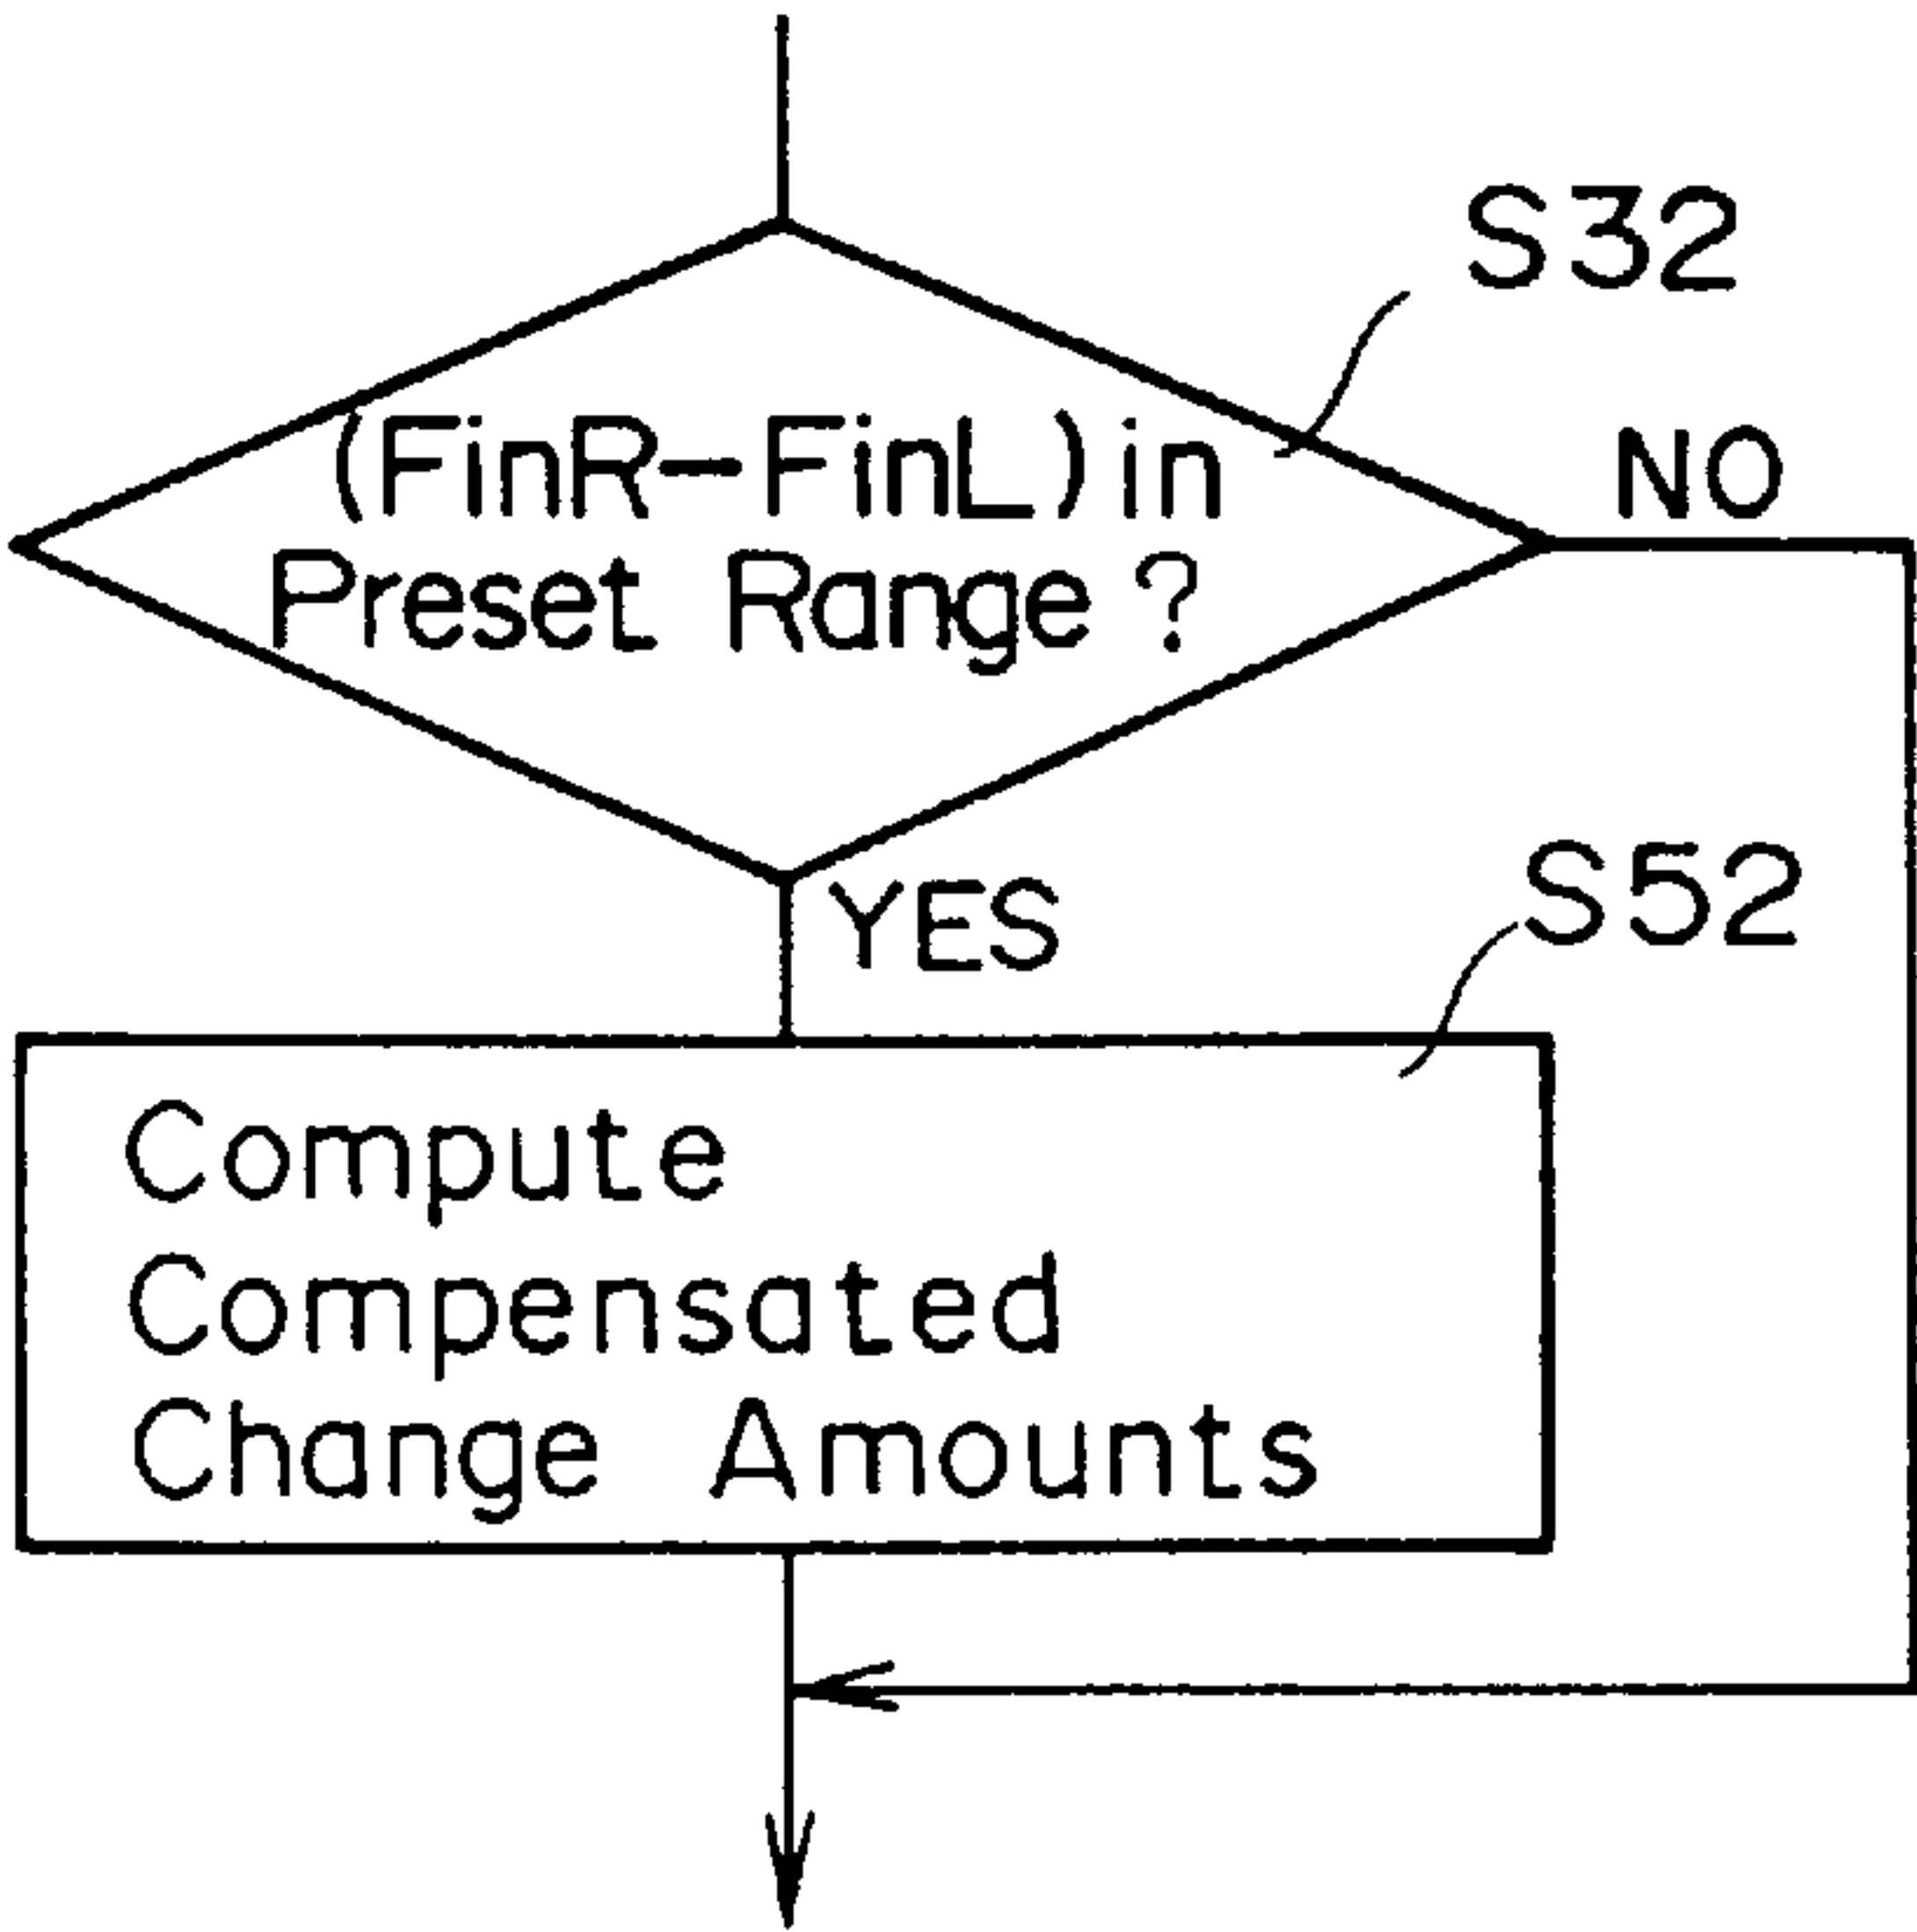 S32
(FinR-FinL) in
Preset Range ?
NO
YES
S52
Compute
Compensated
Change Amounts